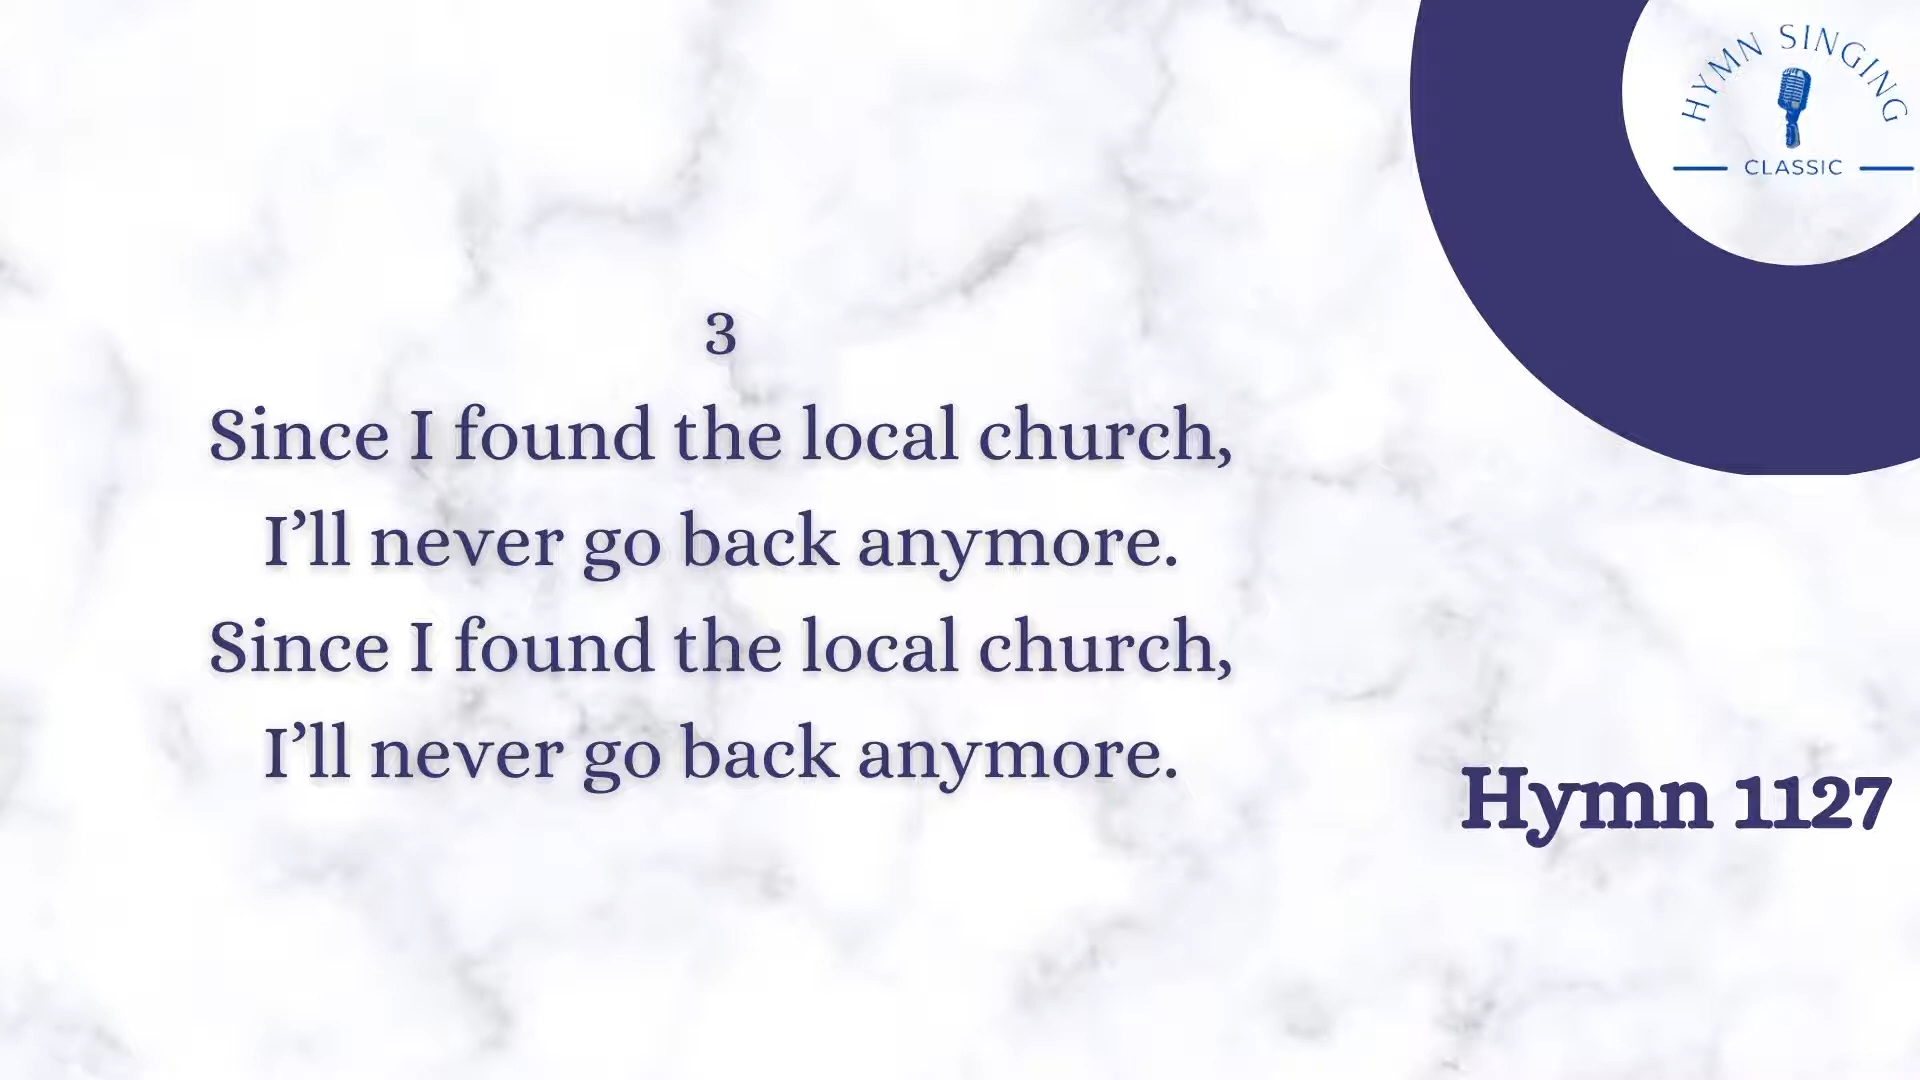 HYMN SINGING
CLASSIC
3
Since I found the local church,
I’ll never go back anymore.
Since I found the local church,
I’ll never go back anymore.
Hymn 1127